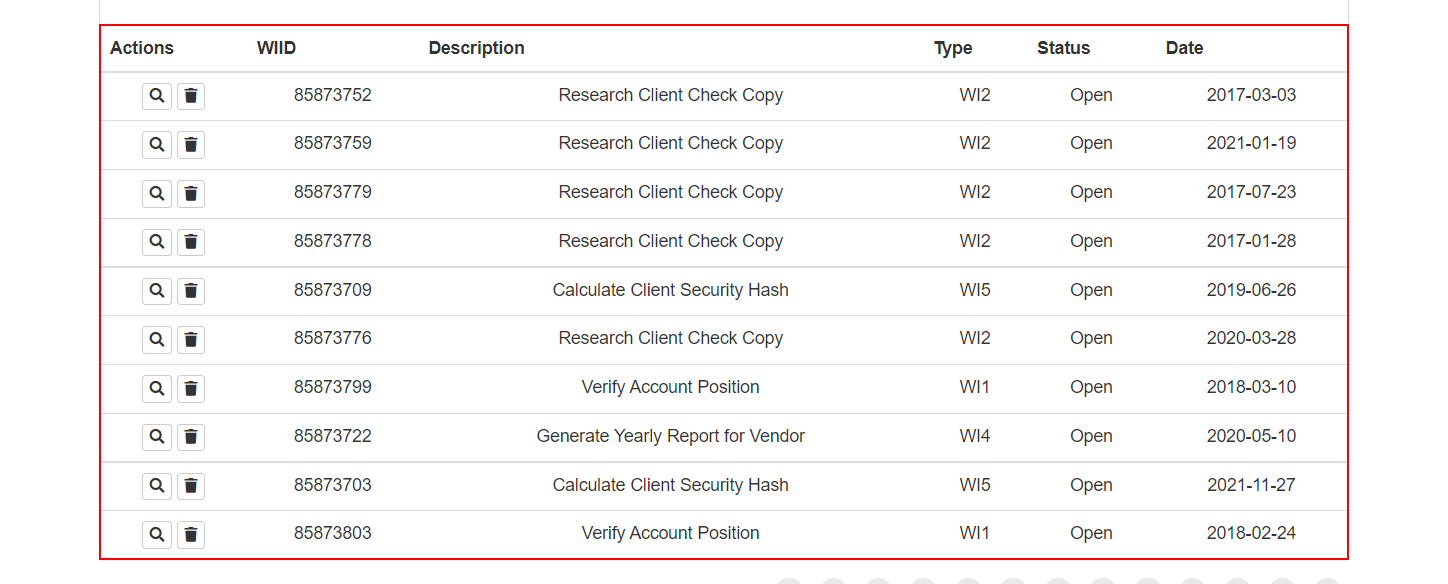 Actions WIID Description Type Status Date
85873752 Research Client Check Copy WI2 Open 2017-03-03
85873759 Research Client Check Copy WI2 Open 2021-01-19
85873779 Research Client Check Copy WI2 Open 2017-07-23
85873778 Research Client Check Copy WI2 Open 2017-01-28
85873709 Calculate Client Security Hash WI5 Open 2019-06-26
85873776 Research Client Check Copy WI2 Open 2020-03-28
85873799 Verify Account Position WI1 Open 2018-03-10
85873722 Generate Yearly Report for Vendor WI4 Open 2020-05-10
85873703 Calculate Client Security Hash WI5 Open 2021-11-27
85873803 Verify Account Position WI1 Open 2018-02-24